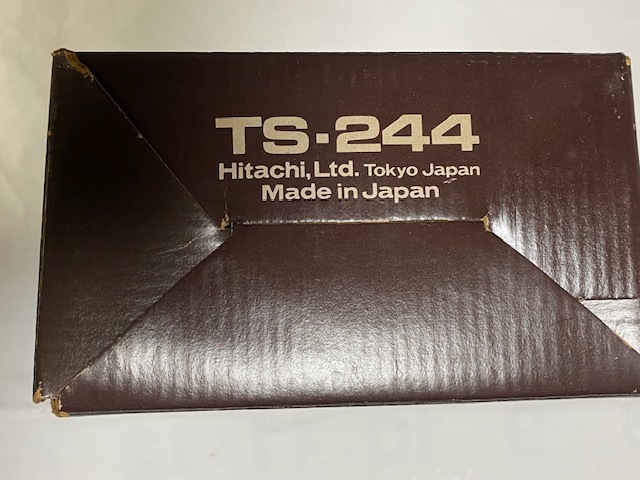 TS-244
Hitachi, Ltd. Tokyo Japan
Made in Japan